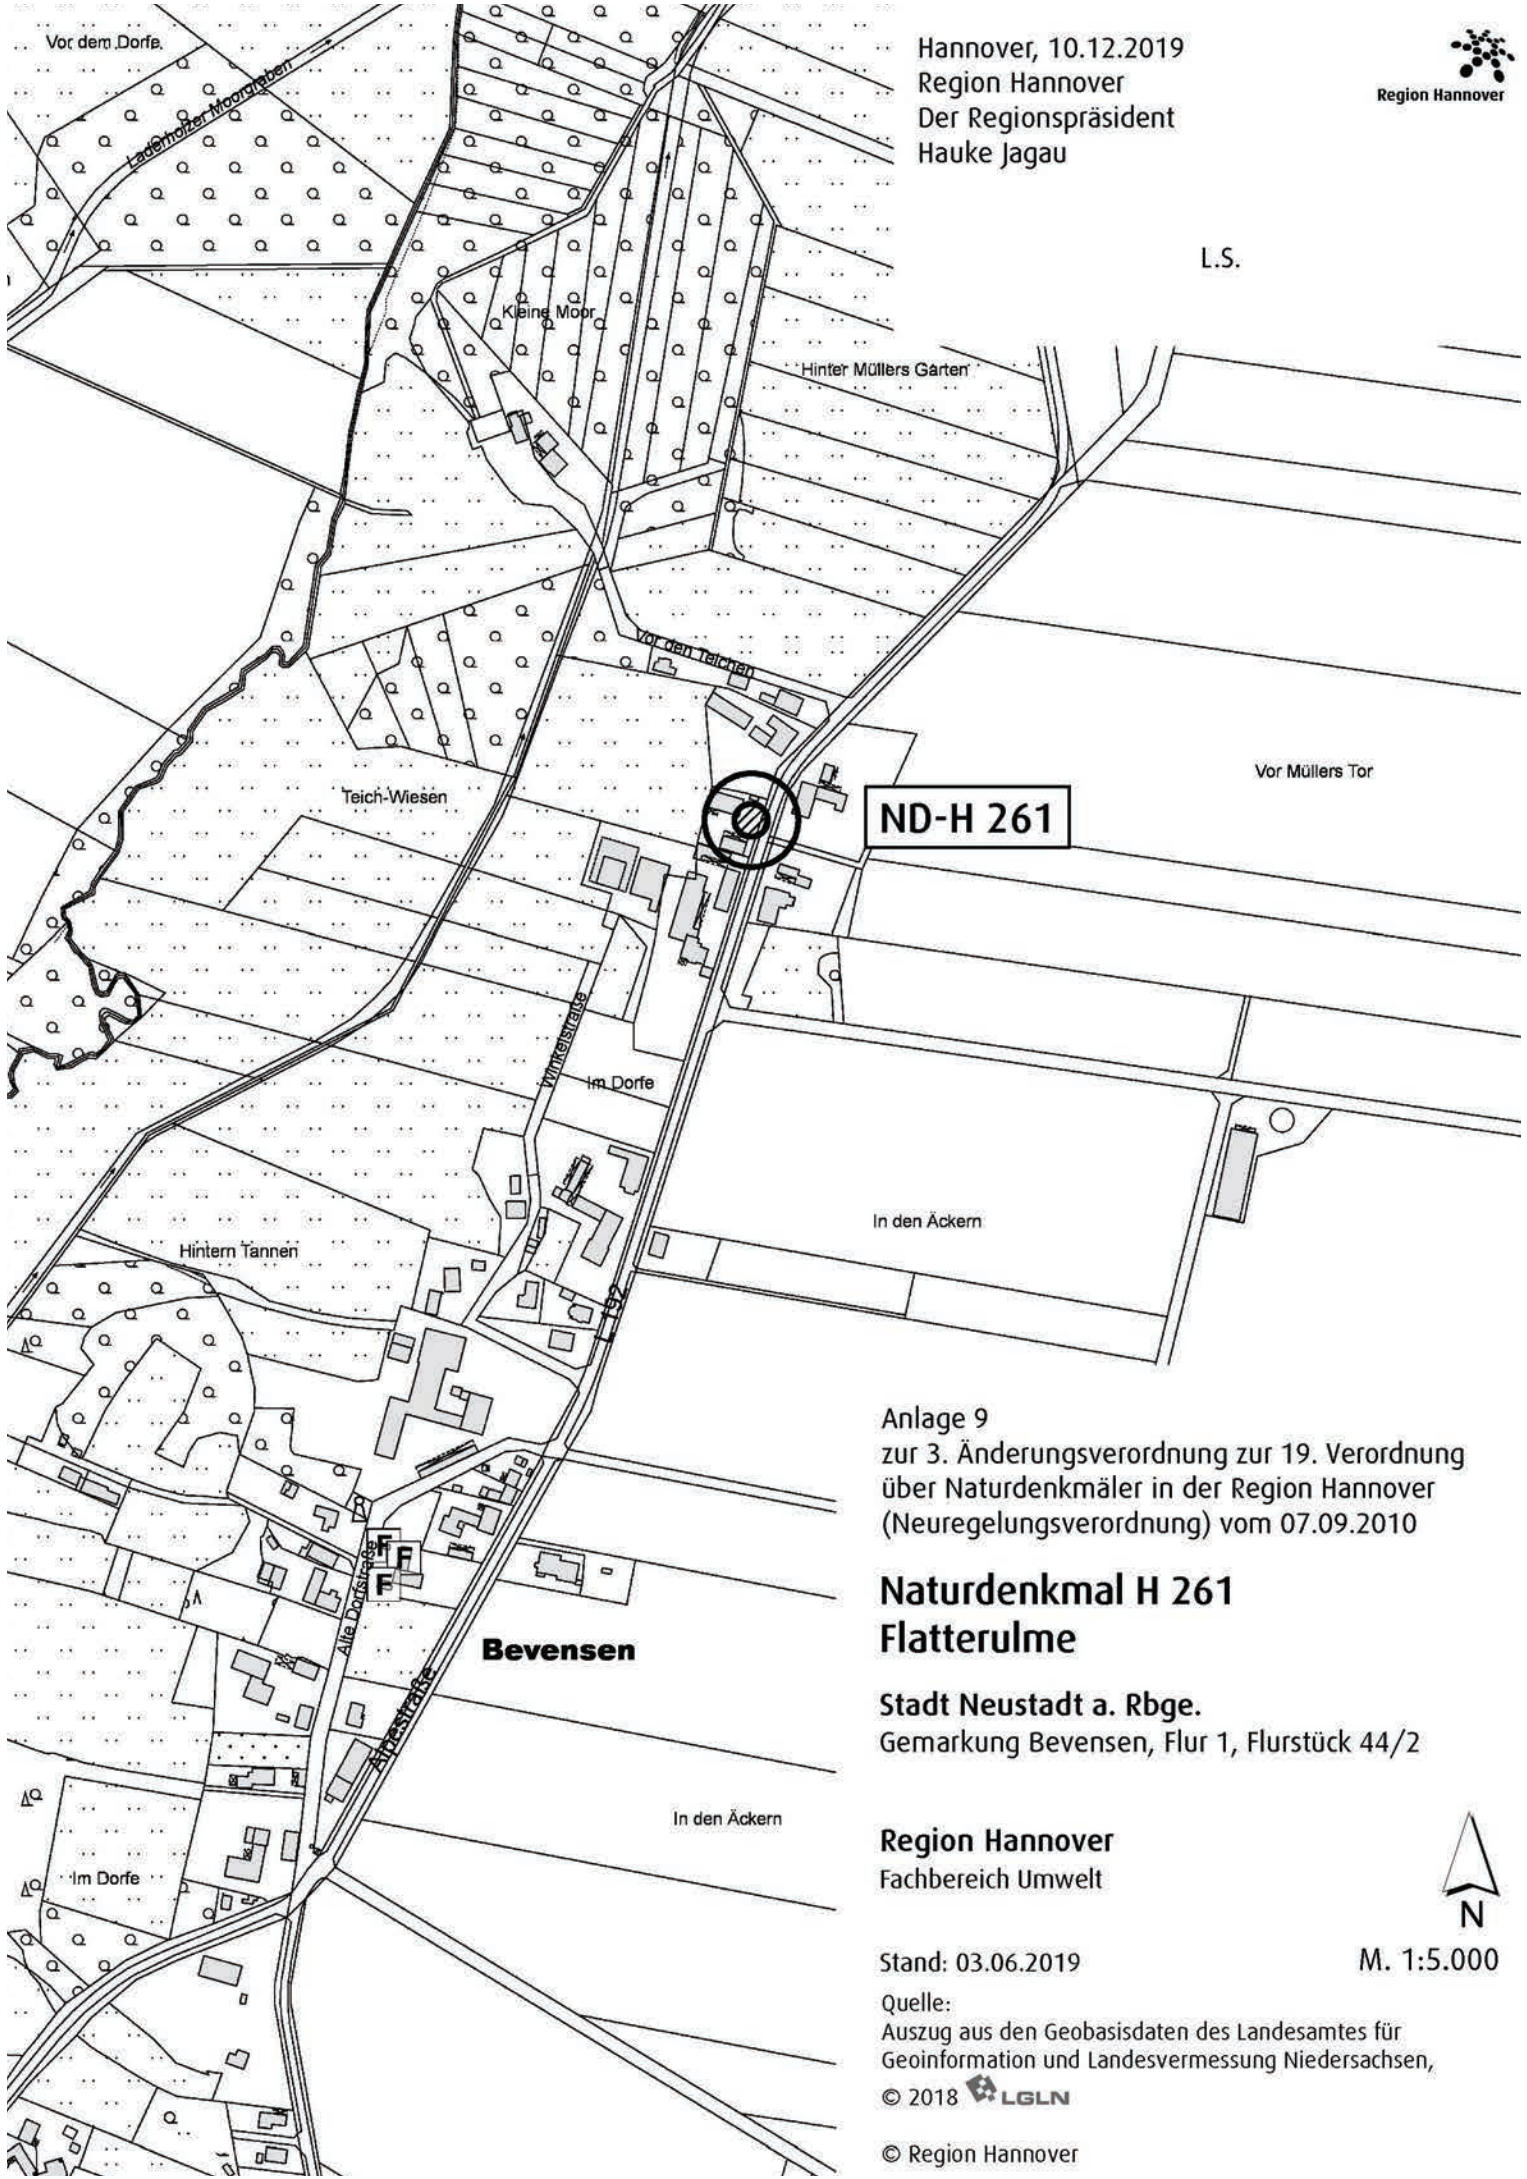 Hannover, 10.12.2019
Region Hannover
Der Regionspräsident
Hauke Jagau
Region Hannover
L.S.
Vor dem Dorfe
Laderholzer Moorgraben
Kleine Moor
Hinter Müllers Garten
Vor den Teichen
Vor Müllers Tor
Teich-Wiesen
ND-H 261
Winkelstraße
Im Dorfe
In den Äckern
Hintern Tannen
L 192
F
F
F
Alte Dorfstraße
Bevensen
Alpestraße
In den Äckern
Im Dorfe
Anlage 9
zur 3. Änderungsverordnung zur 19. Verordnung
über Naturdenkmäler in der Region Hannover
(Neuregelungsverordnung) vom 07.09.2010
Naturdenkmal H 261
Flatterulme
Stadt Neustadt a. Rbge.
Gemarkung Bevensen, Flur 1, Flurstück 44/2
Region Hannover
Fachbereich Umwelt
N
Stand: 03.06.2019
M. 1:5.000
Quelle:
Auszug aus den Geobasisdaten des Landesamtes für
Geoinformation und Landesvermessung Niedersachsen,
© 2018 LGLN
© Region Hannover